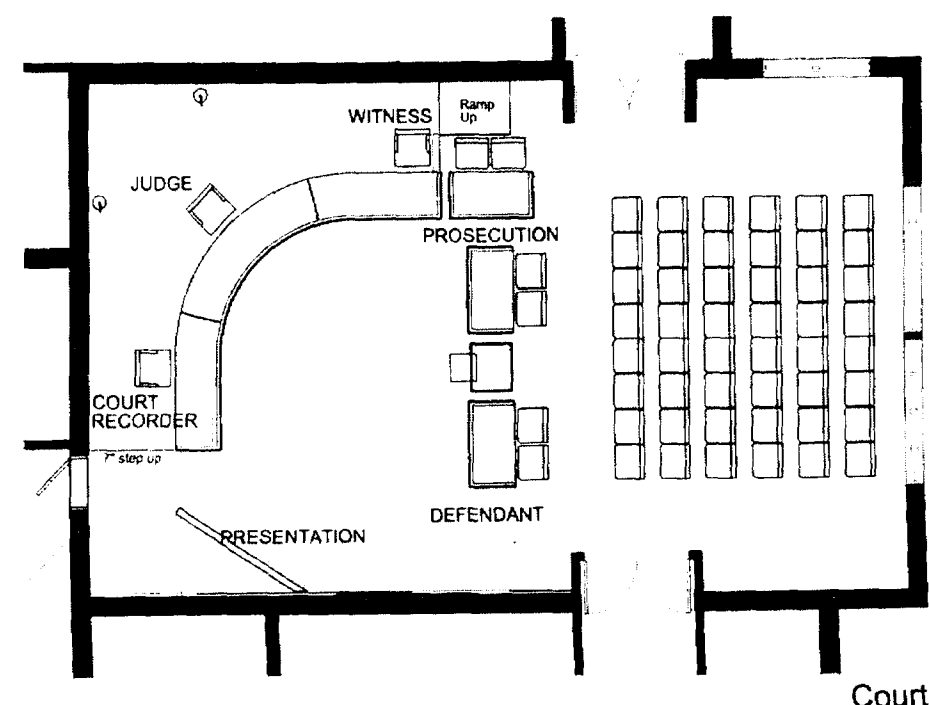 Ramp
Up
WITNESS
JUDGE
PROSECUTION
COURT
RECORDER
7" step up
DEFENDANT
PRESENTATION
Court